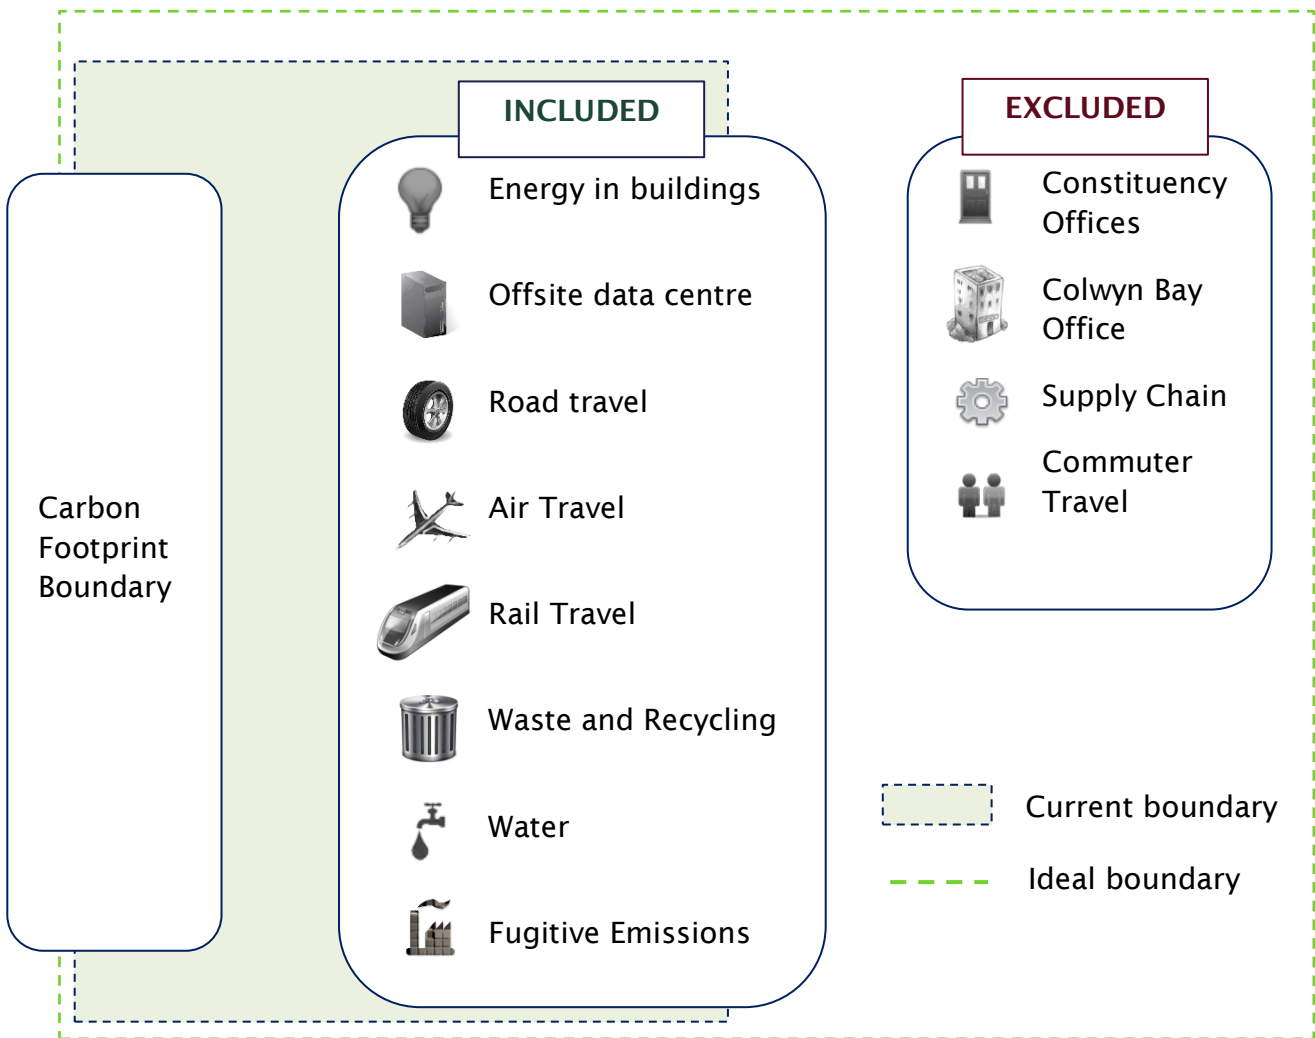 Carbon
Footprint
Boundary
INCLUDED
Energy in buildings
Offsite data centre
Road travel
Air Travel
Rail Travel
Waste and Recycling
Water
Fugitive Emissions
EXCLUDED
Constituency
Offices
Colwyn Bay
Office
Supply Chain
Commuter
Travel
Current boundary
Ideal boundary